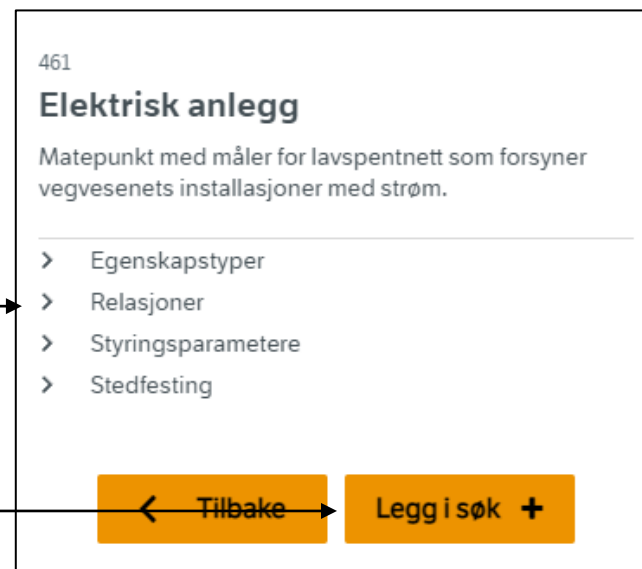 461
Elektrisk anlegg
Matepunkt med måler for lavspentnett som forsyner
vegvesenets installasjoner med strøm.
Egenskapstyper
Relasjoner
Styringsparametere
Stedfesting
Tilbake
Legg i søk +